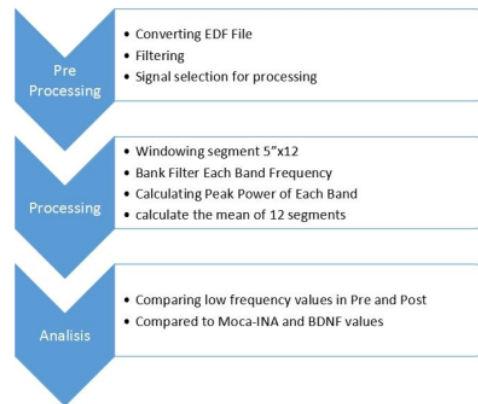 Pre
Processing
• Converting EDF File
• Filtering
• Signal selection for processing
Processing
• Windowing segment 5"x12
• Bank Filter Each Band Frequency
• Calculating Peak Power of Each Band
• calculate the mean of 12 segments
Analisis
• Comparing low frequency values in Pre and Post
• Compared to Moca-INA and BDNF values